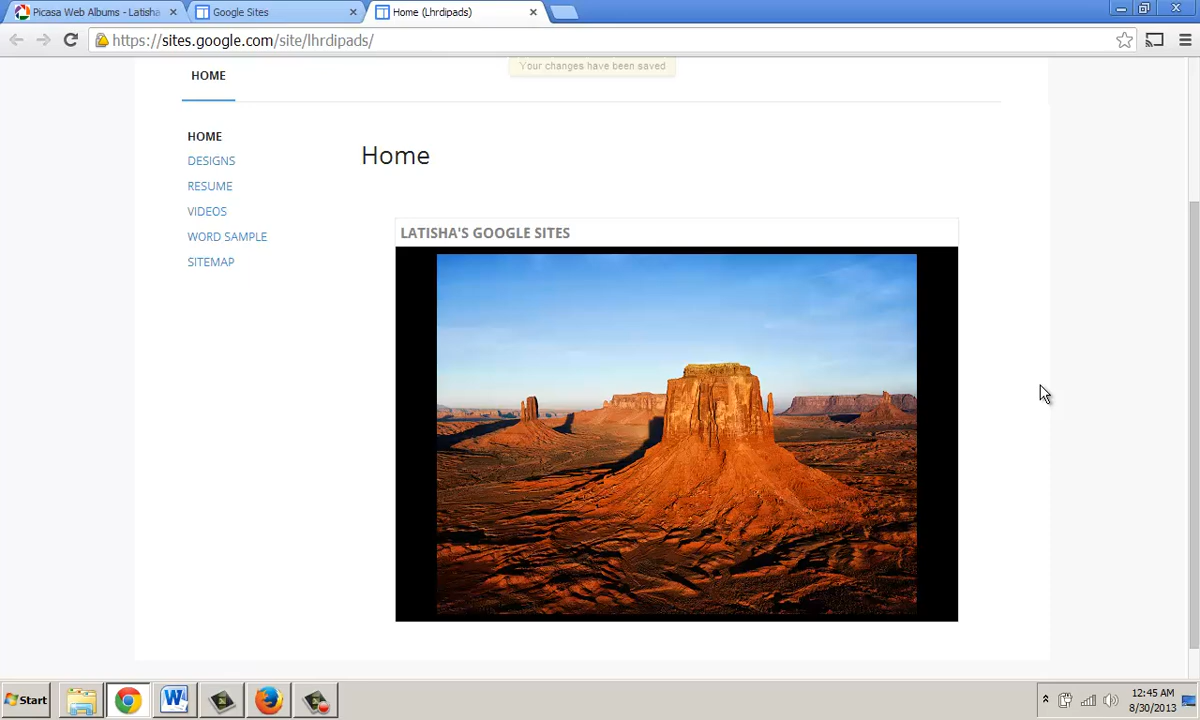 Picasa Web Albums - Latisha
Google Sites
Home (Lhrdipads)
https://sites.google.com/site/lhrdipads/
HOME
Your changes have been saved
HOME
DESIGNS
RESUME
VIDEOS
WORD SAMPLE
SITEMAP
Home
LATISHA'S GOOGLE SITES
Start
12:45 AM
8/30/2013